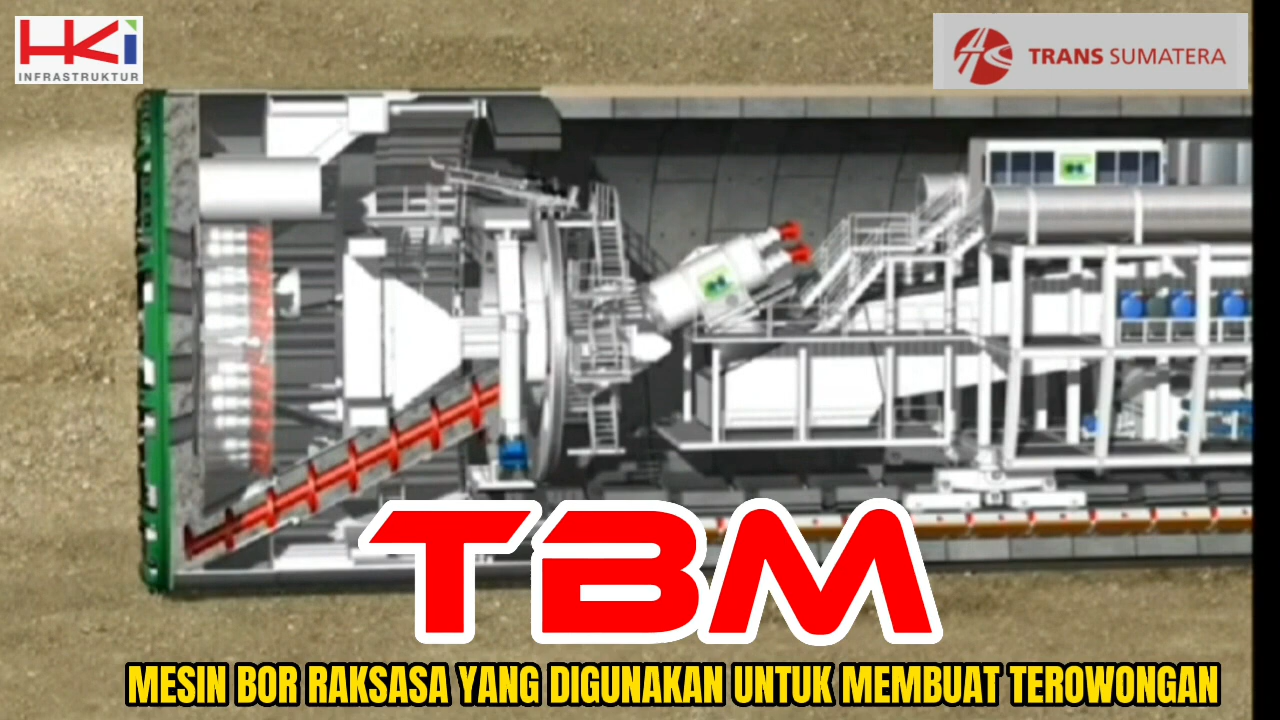 HKi
INFRASTRUKTUR
TRANS SUMATERA
TBM
MESIN BOR RAKSASA YANG DIGUNAKAN UNTUK MEMBUAT TEROWONGAN